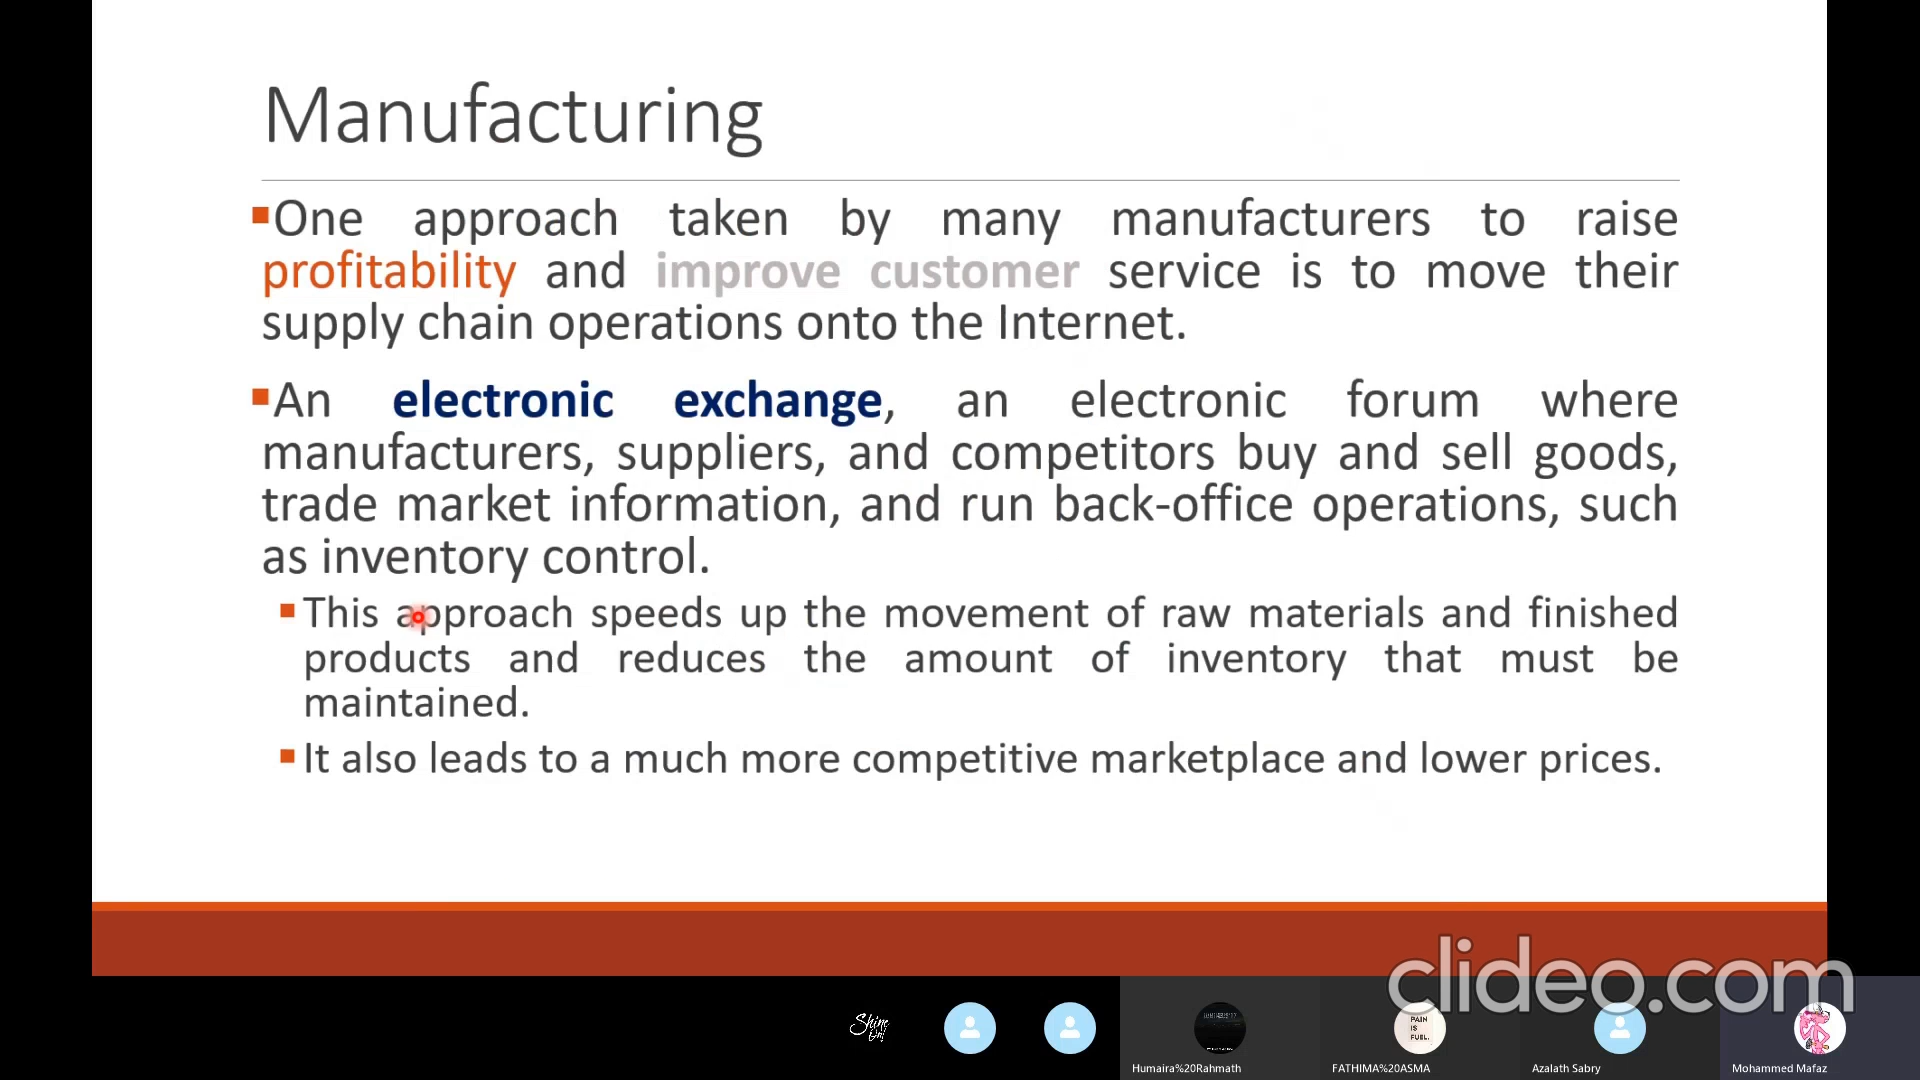 Manufacturing
▪One approach taken by many manufacturers to raise
profitability and improve customer service is to move their
supply chain operations onto the Internet.
▪An electronic exchange, an electronic forum where
manufacturers, suppliers, and competitors buy and sell goods,
trade market information, and run back-office operations, such
as inventory control.
▪This approach speeds up the movement of raw materials and finished
products and reduces the amount of inventory that must be
maintained.
▪It also leads to a much more competitive marketplace and lower prices.
clideo.com
Shine
PAIN
IS
FUEL.
Humaira%20Rahmath
FATHIMA%20ASMA
Azalath Sabry
Mohammed Mafaz